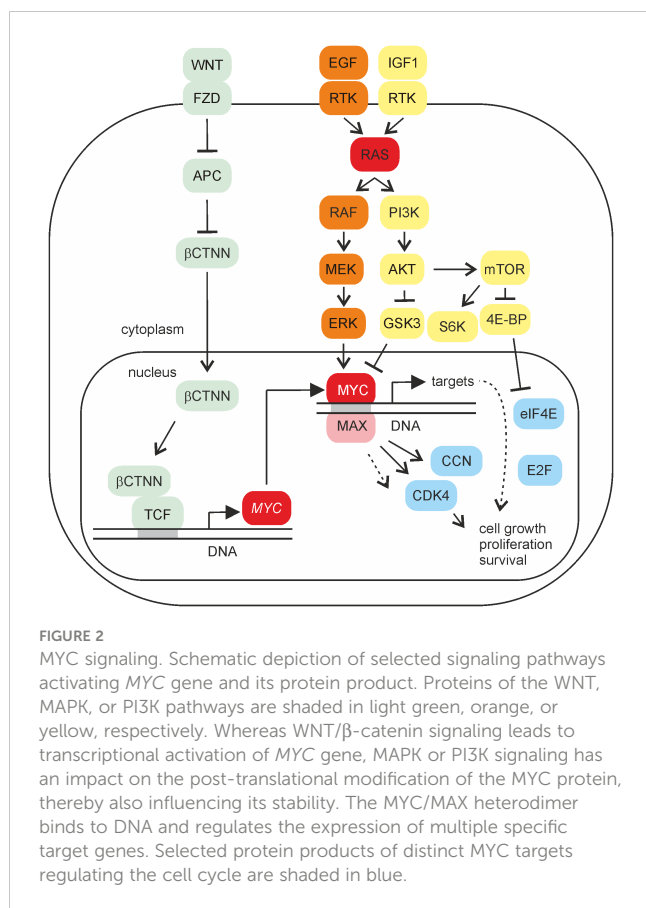 WNT
EGF
IGF1
FZD
RTK
RTK
RAS
APC
RAF
PI3K
βCTNN
MEK
AKT
mTOR
cytoplasm
ERK
GSK3
S6K
4E-BP
nucleus
βCTNN
MYC
targets
eIF4E
MAX
DNA
CCN
E2F
βCTNN
CDK4
TCF
MYC
cell growth
proliferation
survival
DNA
FIGURE 2
MYC signaling. Schematic depiction of selected signaling pathways
activating MYC gene and its protein product. Proteins of the WNT,
MAPK, or PI3K pathways are shaded in light green, orange, or
yellow, respectively. Whereas WNT/β-catenin signaling leads to
transcriptional activation of MYC gene, MAPK or PI3K signaling has
an impact on the post-translational modification of the MYC protein,
thereby also influencing its stability. The MYC/MAX heterodimer
binds to DNA and regulates the expression of multiple specific
target genes. Selected protein products of distinct MYC targets
regulating the cell cycle are shaded in blue.